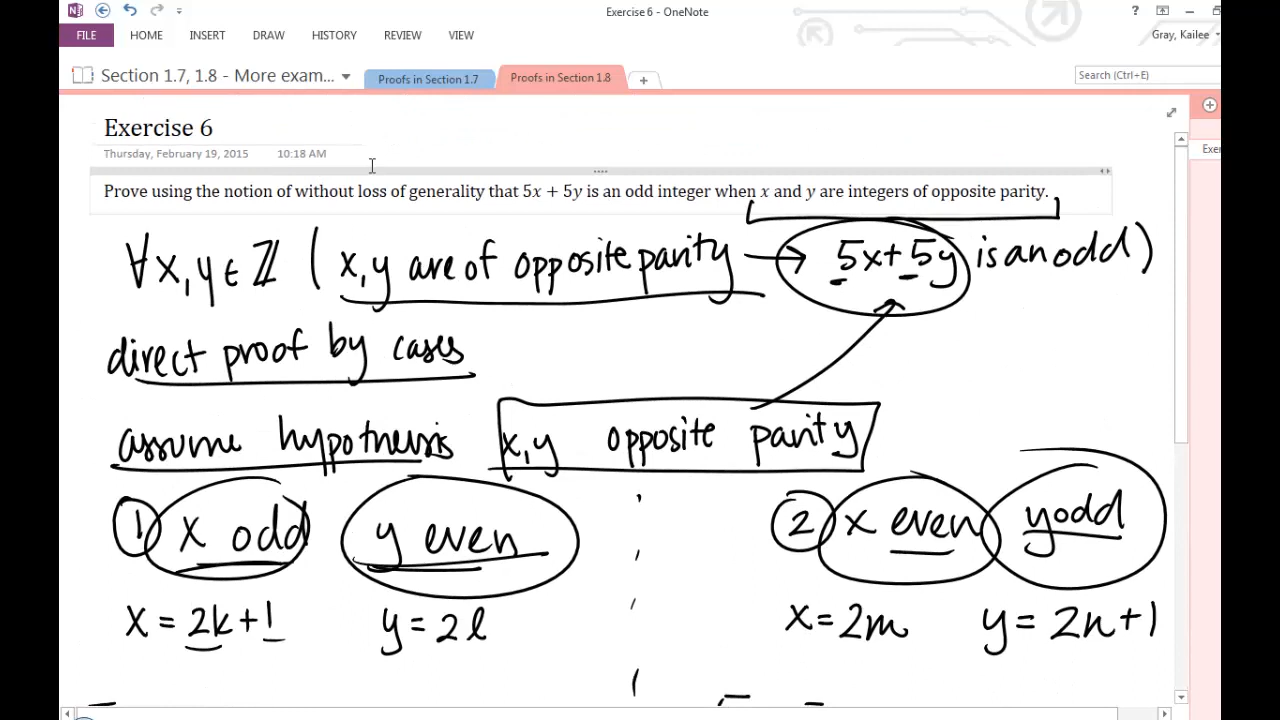 Exercise 6 - OneNote
?
FILE HOME INSERT DRAW HISTORY REVIEW VIEW
Gray, Kailee
Section 1.7, 1.8 - More exam... Proofs in Section 1.7 Proofs in Section 1.8 +
Search (Ctrl+E)
Exercise 6
Thursday, February 19, 2015 10:18 AM
Exer
Prove using the notion of without loss of generality that 5x + 5y is an odd integer when x and y are integers of opposite parity.
∀x,y ∈ ℤ ( x,y are of opposite parity → 5x+5y is an odd )
direct proof by cases
assume hypothesis x,y opposite parity
① x odd y even ② x even y odd
x = 2k+1 y = 2l x = 2m y = 2n+1